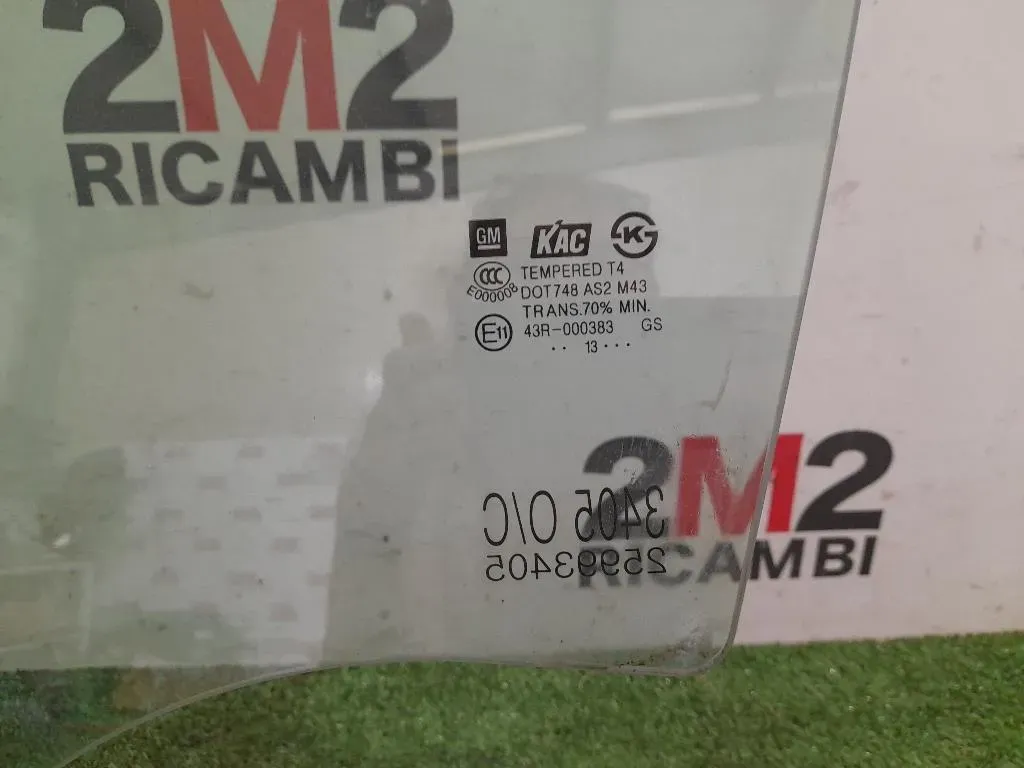 2M2
RICAMBI
GM KAC K
CCC TEMPERED T4
E000008 DOT748 AS2 M43
TRANS.70% MIN.
E11 43R-000383 GS
·· 13 ···
2M2
RICAMBI
3405 O/C
25993405